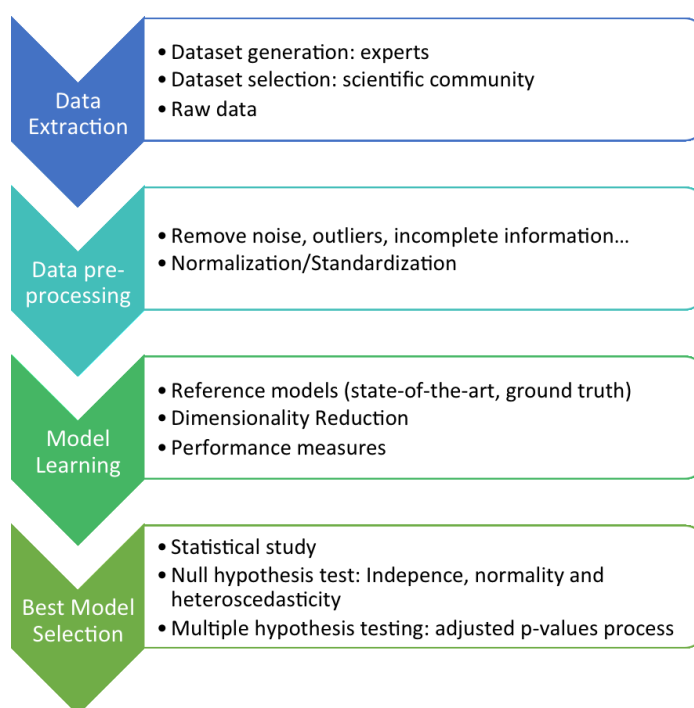 Data
Extraction
• Dataset generation: experts
• Dataset selection: scientific community
• Raw data
Data pre-
processing
• Remove noise, outliers, incomplete information…
• Normalization/Standardization
Model
Learning
• Reference models (state-of-the-art, ground truth)
• Dimensionality Reduction
• Performance measures
Best Model
Selection
• Statistical study
• Null hypothesis test: Indepence, normality and
heteroscedasticity
• Multiple hypothesis testing: adjusted p-values process